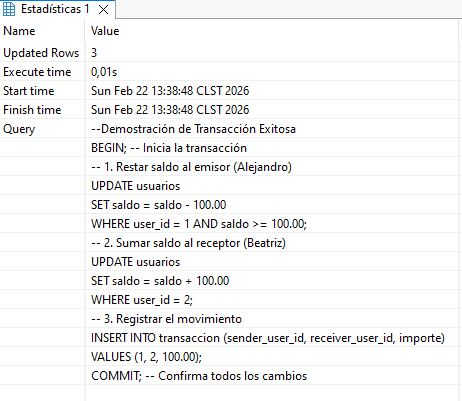 Estadísticas 1
Name Value
Updated Rows 3
Execute time 0,01s
Start time Sun Feb 22 13:38:48 CLST 2026
Finish time Sun Feb 22 13:38:48 CLST 2026
Query --Demostración de Transacción Exitosa
BEGIN; -- Inicia la transacción
-- 1. Restar saldo al emisor (Alejandro)
UPDATE usuarios
SET saldo = saldo - 100.00
WHERE user_id = 1 AND saldo >= 100.00;
-- 2. Sumar saldo al receptor (Beatriz)
UPDATE usuarios
SET saldo = saldo + 100.00
WHERE user_id = 2;
-- 3. Registrar el movimiento
INSERT INTO transaccion (sender_user_id, receiver_user_id, importe)
VALUES (1, 2, 100.00);
COMMIT; -- Confirma todos los cambios